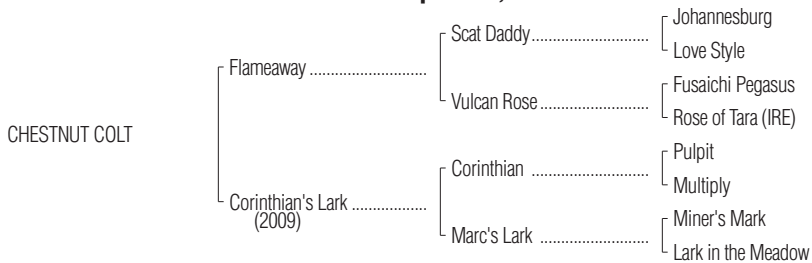 Johannesburg
Scat Daddy
Love Style
Flameaway
Fusaichi Pegasus
Vulcan Rose
Rose of Tara (IRE)
CHESTNUT COLT
Pulpit
Corinthian
Multiply
Corinthian's Lark
(2009)
Miner's Mark
Marc's Lark
Lark in the Meadow